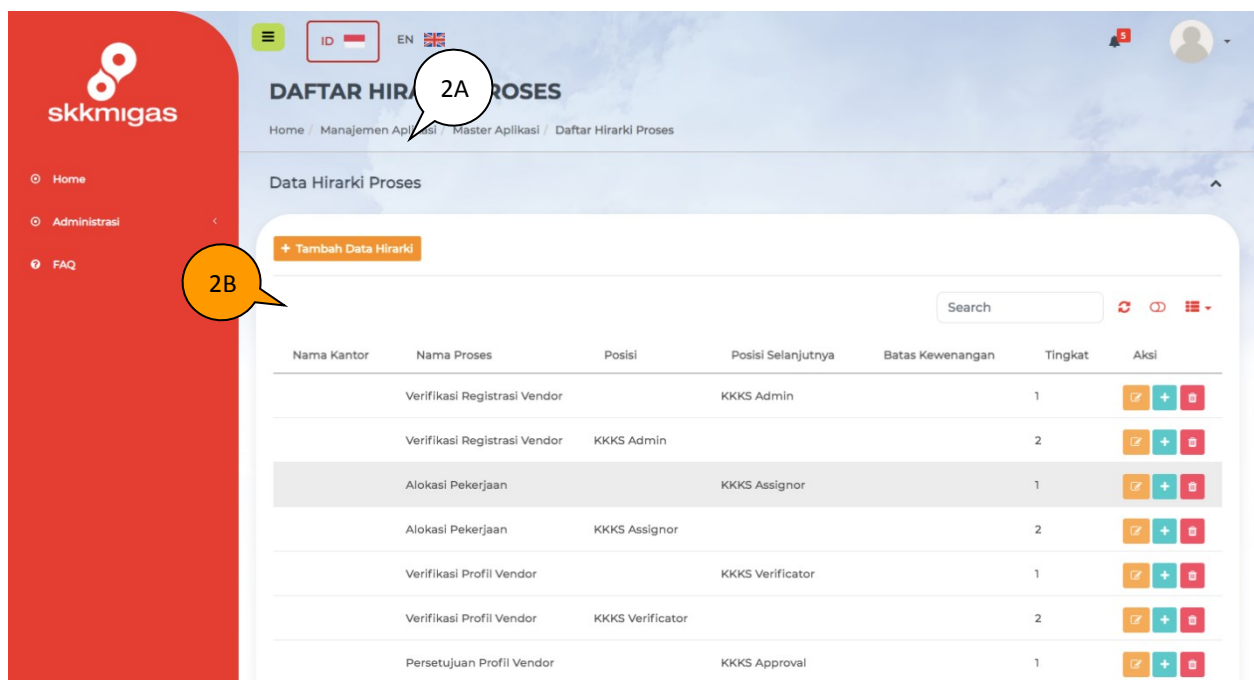 skkmigas
ID EN 5
DAFTAR HIRA ROSES
2A
Home / Manajemen Aplikasi / Master Aplikasi / Daftar Hirarki Proses
Home
Administrasi
FAQ
Data Hirarki Proses
+ Tambah Data Hirarki
2B
Search
Nama Kantor Nama Proses Posisi Posisi Selanjutnya Batas Kewenangan Tingkat Aksi
Verifikasi Registrasi Vendor KKKS Admin 1
Verifikasi Registrasi Vendor KKKS Admin 2
Alokasi Pekerjaan KKKS Assignor 1
Alokasi Pekerjaan KKKS Assignor 2
Verifikasi Profil Vendor KKKS Verificator 1
Verifikasi Profil Vendor KKKS Verificator 2
Persetujuan Profil Vendor KKKS Approval 1